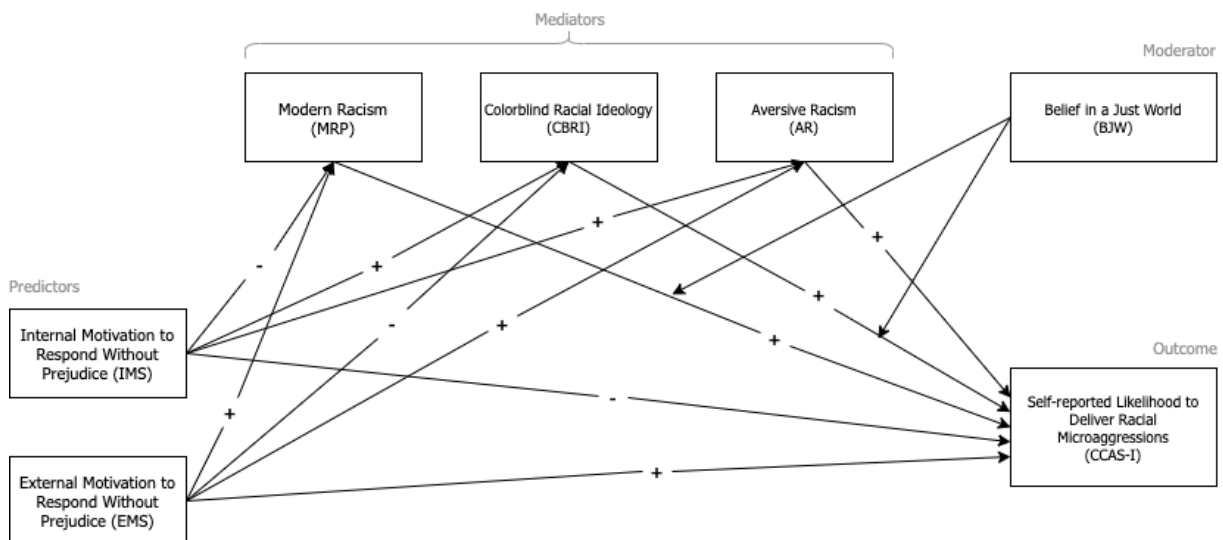 Mediators
Moderator
Modern Racism
(MRP)
Colorblind Racial Ideology
(CBRI)
Aversive Racism
(AR)
Belief in a Just World
(BJW)
+
+
-
+
Predictors
+
-
+
+
Internal Motivation to
Respond Without
Prejudice (IMS)
Outcome
-
Self-reported Likelihood to
Deliver Racial
Microaggressions
(CCAS-I)
+
+
External Motivation to
Respond Without
Prejudice (EMS)